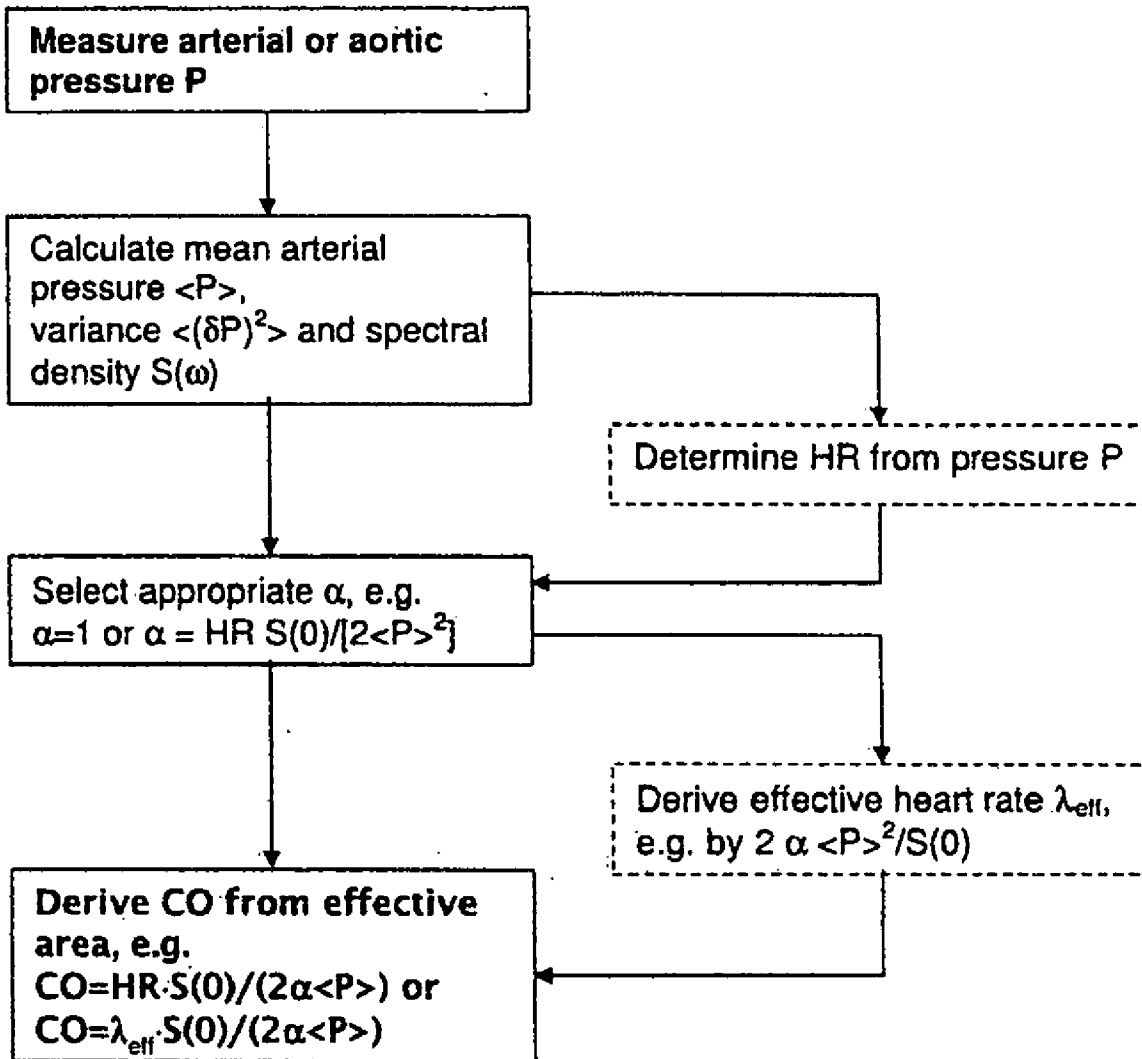 Measure arterial or aortic
pressure P
Calculate mean arterial
pressure <P>,
variance <(δP)²> and spectral
density S(ω)
Determine HR from pressure P
Select appropriate α, e.g.
α=1 or α = HR S(0)/[2<P>²]
Derive effective heart rate λeff,
e.g. by 2 α <P>²/S(0)
Derive CO from effective
area, e.g.
CO=HR·S(0)/(2α<P>) or
CO=λeff·S(0)/(2α<P>)